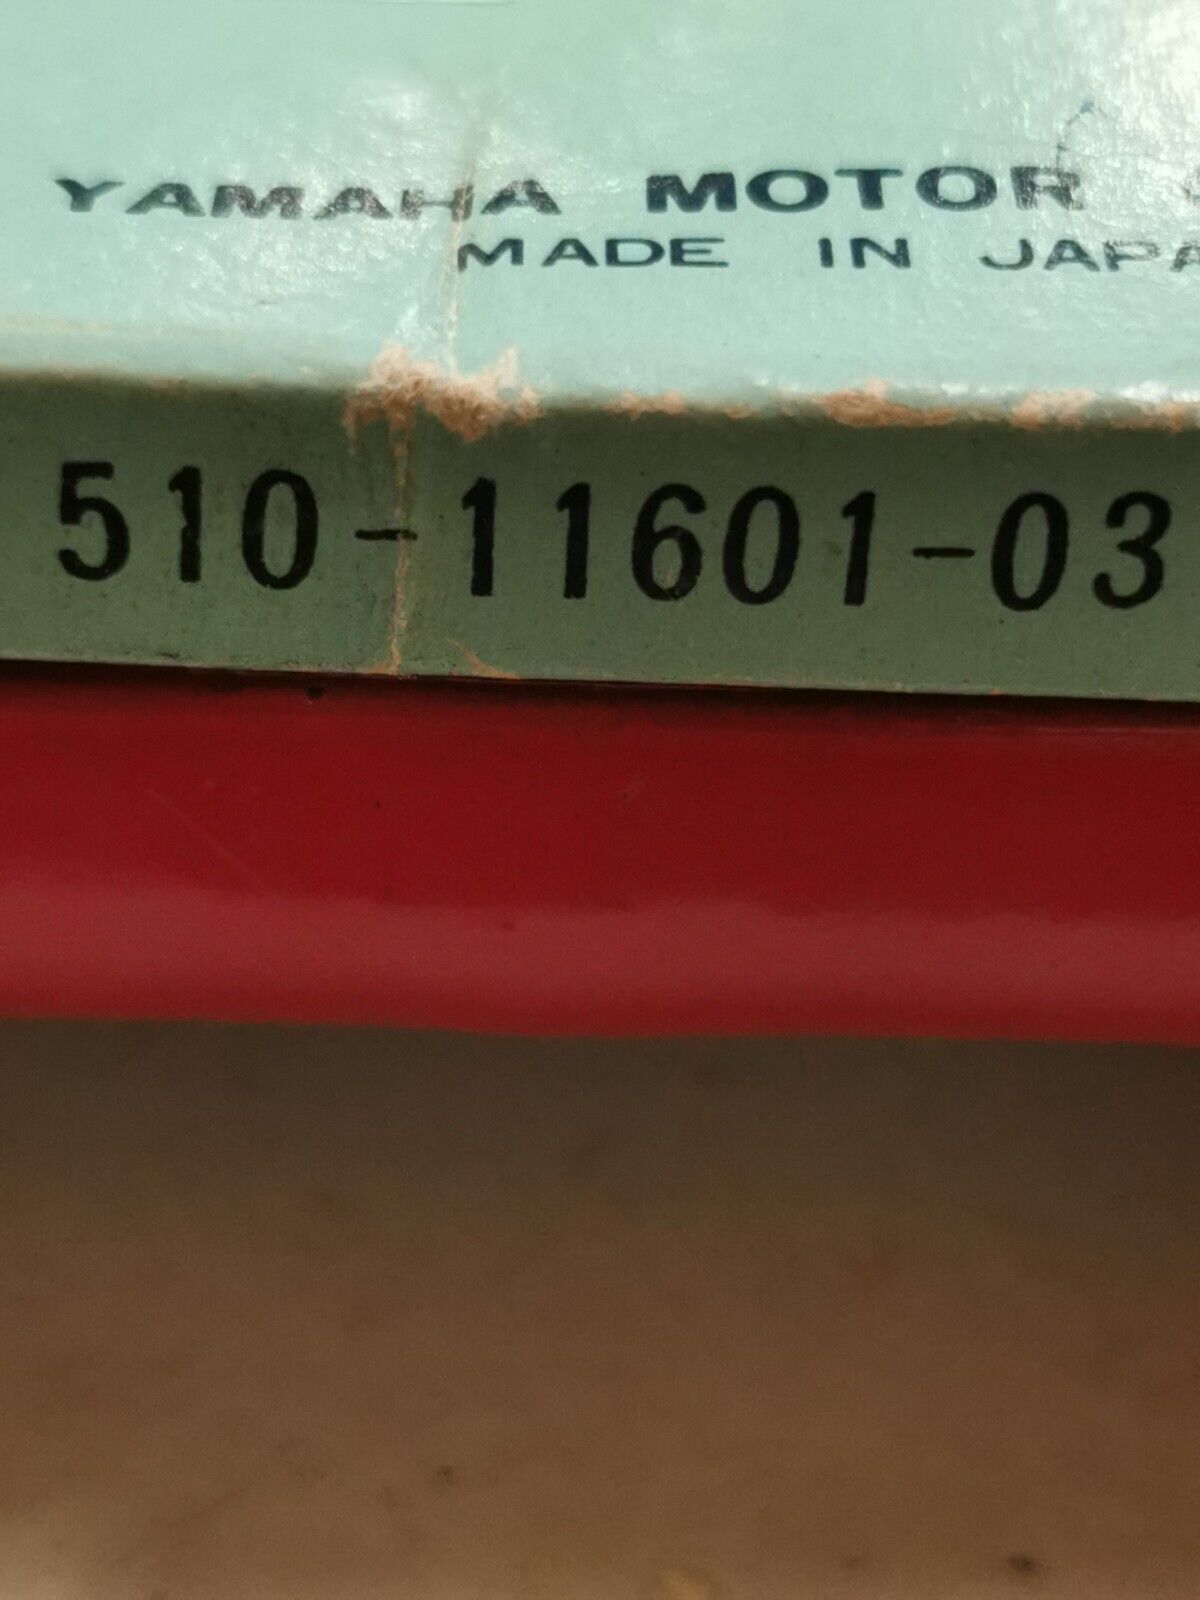 YAMAHA MOTOR
MADE IN JAPA
510-11601-03